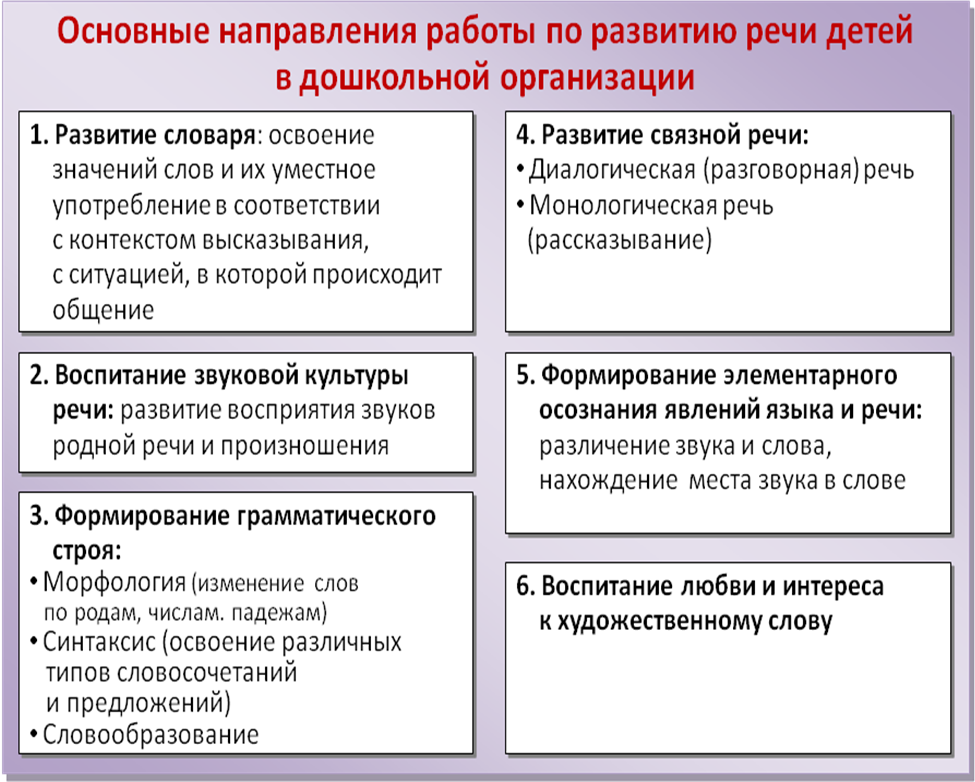 Основные направления работы по развитию речи детей
в дошкольной организации
1. Развитие словаря: освоение
значений слов и их уместное
употребление в соответствии
с контекстом высказывания,
с ситуацией, в которой происходит
общение
2. Воспитание звуковой культуры
речи: развитие восприятия звуков
родной речи и произношения
3. Формирование грамматического
строя:
• Морфология (изменение слов
по родам, числам. падежам)
• Синтаксис (освоение различных
типов словосочетаний
и предложений)
• Словообразование
4. Развитие связной речи:
• Диалогическая (разговорная) речь
• Монологическая речь
(рассказывание)
5. Формирование элементарного
осознания явлений языка и речи:
различение звука и слова,
нахождение места звука в слове
6. Воспитание любви и интереса
к художественному слову